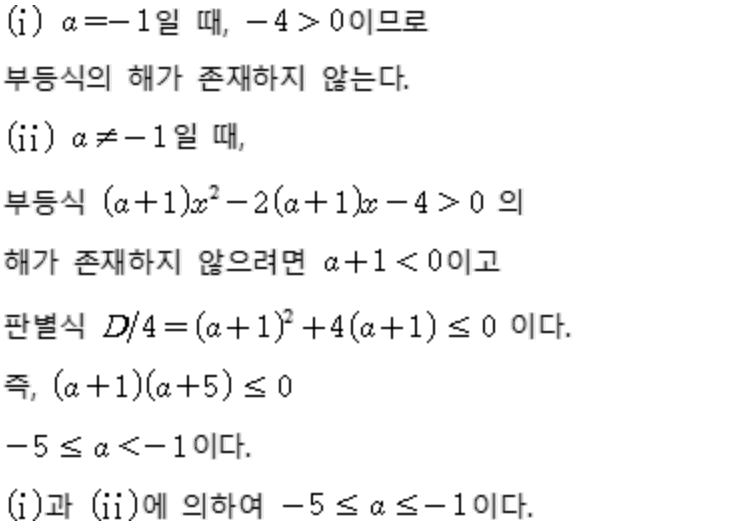 (i) a=-1일 때, -4>0이므로
부등식의 해가 존재하지 않는다.
(ii) a≠-1일 때,
부등식 (a+1)x²-2(a+1)x-4>0 의
해가 존재하지 않으려면 a+1<0이고
판별식 D/4=(a+1)²+4(a+1)≤0 이다.
즉, (a+1)(a+5)≤0
-5≤a<-1이다.
(i)과 (ii)에 의하여 -5≤a≤-1이다.